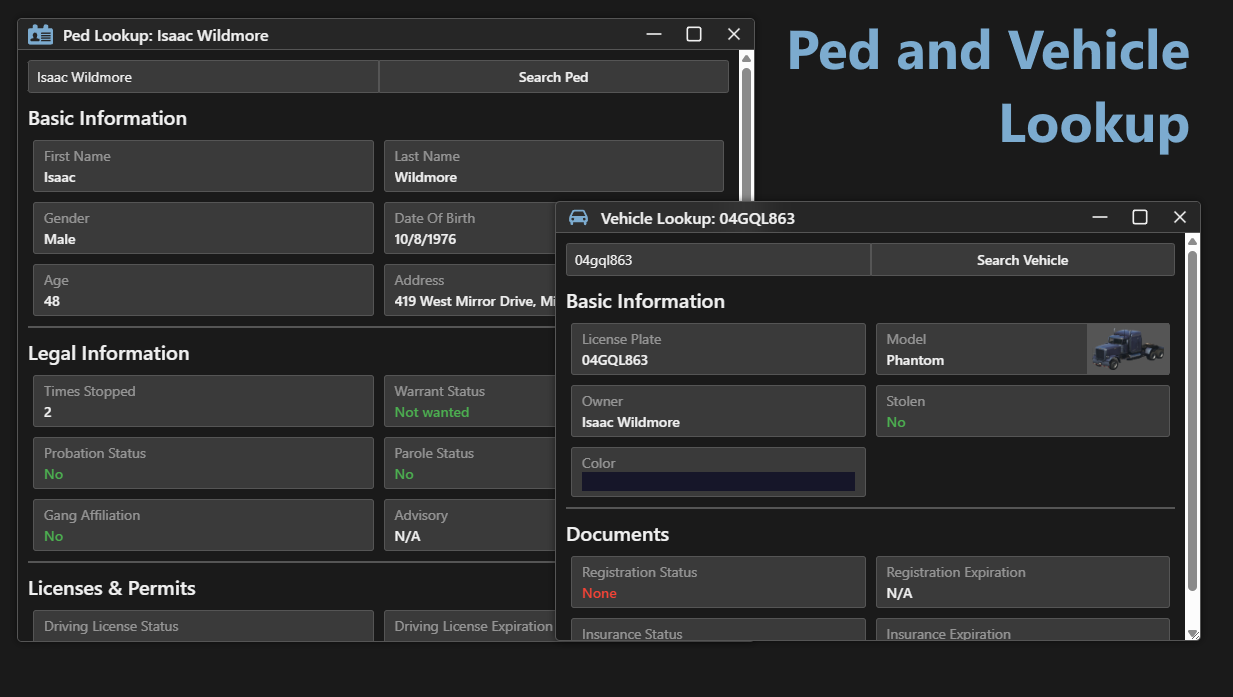 Ped and Vehicle
Lookup
Ped Lookup: Isaac Wildmore
Isaac Wildmore
Search Ped
Basic Information
First Name
Isaac
Last Name
Wildmore
Gender
Male
Date Of Birth
10/8/1976
Age
48
Address
419 West Mirror Drive, Mi
Legal Information
Times Stopped
2
Warrant Status
Not wanted
Probation Status
No
Parole Status
No
Gang Affiliation
No
Advisory
N/A
Licenses & Permits
Driving License Status
Driving License Expiration
Vehicle Lookup: 04GQL863
04gql863
Search Vehicle
Basic Information
License Plate
04GQL863
Model
Phantom
Owner
Isaac Wildmore
Stolen
No
Color
Documents
Registration Status
None
Registration Expiration
N/A
Insurance Status
Insurance Expiration